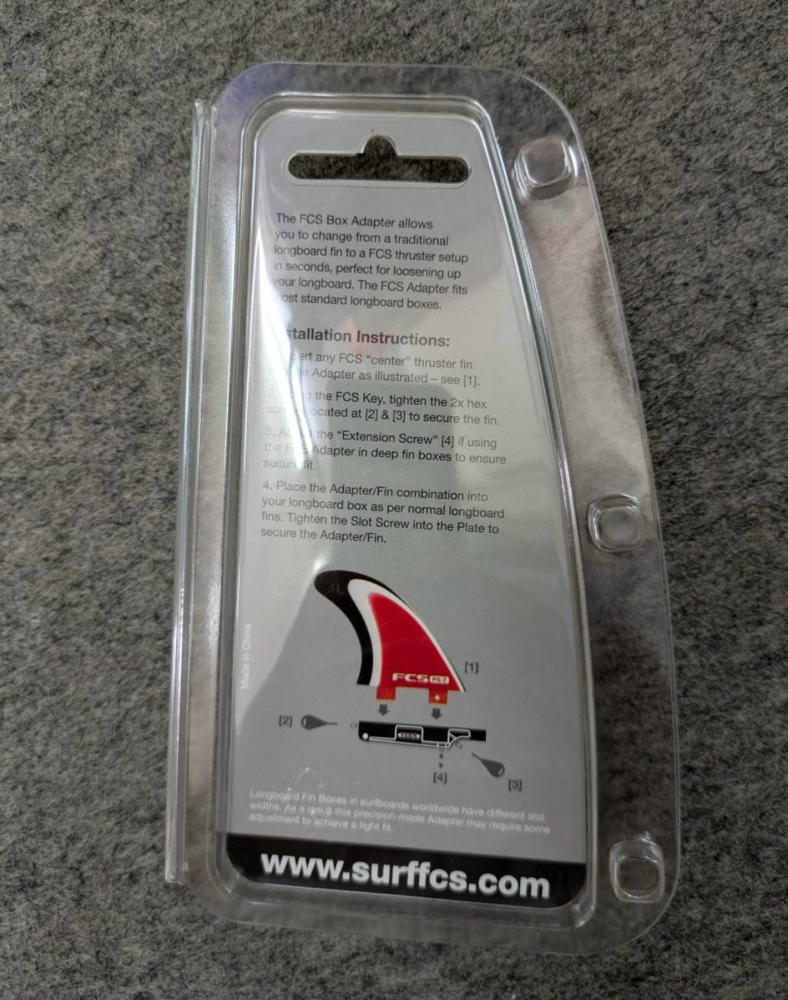 The FCS Box Adapter allows
you to change from a traditional
longboard fin to a FCS thruster setup
in seconds, perfect for loosening up
your longboard. The FCS Adapter fits
most standard longboard boxes.
Installation Instructions:
any FCS “center” thruster fin
Adapter as illustrated – see [1].
2. the FCS Key, tighten the 2x hex
located at [2] & [3] to secure the fin.
3. the “Extension Screw” [4] if using
the FCS Adapter in deep fin boxes to ensure
secure fit.
4. Place the Adapter/Fin combination into
your longboard box as per normal longboard
fins. Tighten the Slot Screw into the Plate to
secure the Adapter/Fin.
Made in China
FCS
[1]
[2]
[4]
[3]
Longboard Fin Boxes in surfboards worldwide have different slot
widths. As a result this precision-made Adapter may require some
adjustment to achieve a tight fit.
www.surffcs.com